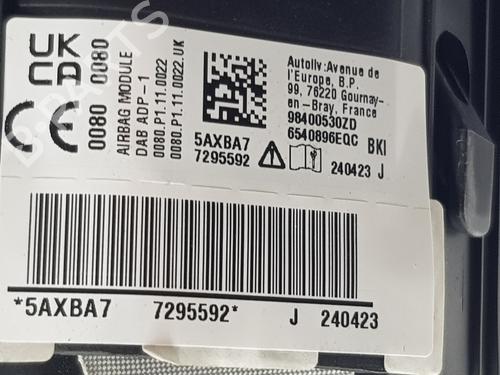 UK
CA
0080
CE
0080
AIRBAG MODULE
DAB ADP-1
0080.P1.11.0022
0080.P1.11.0022.UK
5AXBA7
7295592
Autoliv:Avenue de
l'Europe, B.P.
99, 76220 Gournay-
en-Bray, France
98400530ZD
6540896EQC BKI
240423 J
*5AXBA7 7295592* J 240423